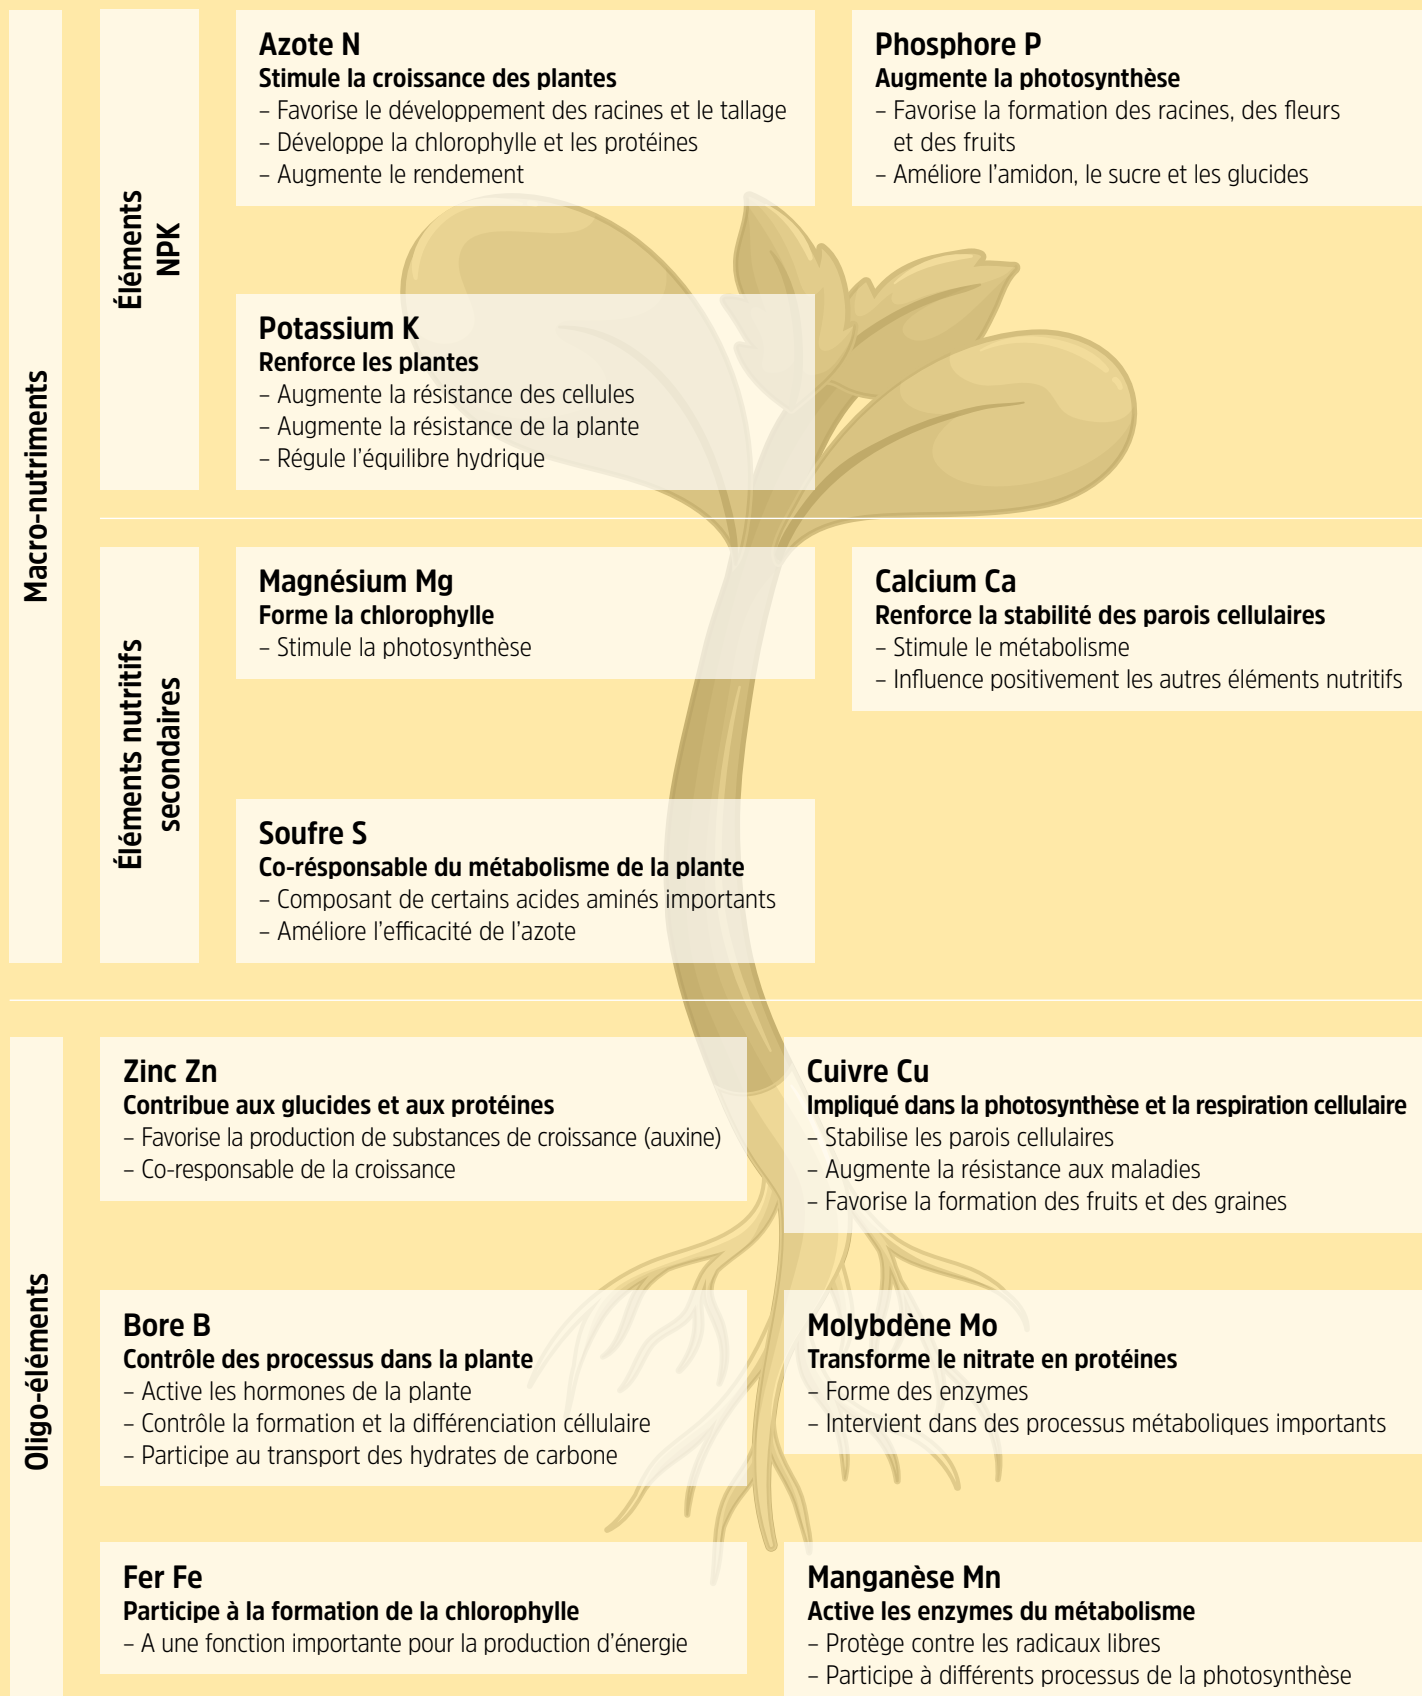 Macro-nutriments
Éléments
NPK
Azote N
Stimule la croissance des plantes
– Favorise le développement des racines et le tallage
– Développe la chlorophylle et les protéines
– Augmente le rendement
Phosphore P
Augmente la photosynthèse
– Favorise la formation des racines, des fleurs
et des fruits
– Améliore l'amidon, le sucre et les glucides
Potassium K
Renforce les plantes
– Augmente la résistance des cellules
– Augmente la résistance de la plante
– Régule l'équilibre hydrique
Éléments nutritifs
secondaires
Magnésium Mg
Forme la chlorophylle
– Stimule la photosynthèse
Calcium Ca
Renforce la stabilité des parois cellulaires
– Stimule le métabolisme
– Influence positivement les autres éléments nutritifs
Soufre S
Co-résponsable du métabolisme de la plante
– Composant de certains acides aminés importants
– Améliore l'efficacité de l'azote
Oligo-éléments
Zinc Zn
Contribue aux glucides et aux protéines
– Favorise la production de substances de croissance (auxine)
– Co-responsable de la croissance
Cuivre Cu
Impliqué dans la photosynthèse et la respiration cellulaire
– Stabilise les parois cellulaires
– Augmente la résistance aux maladies
– Favorise la formation des fruits et des graines
Bore B
Contrôle des processus dans la plante
– Active les hormones de la plante
– Contrôle la formation et la différenciation céllulaire
– Participe au transport des hydrates de carbone
Molybdène Mo
Transforme le nitrate en protéines
– Forme des enzymes
– Intervient dans des processus métaboliques importants
Fer Fe
Participe à la formation de la chlorophylle
– A une fonction importante pour la production d'énergie
Manganèse Mn
Active les enzymes du métabolisme
– Protège contre les radicaux libres
– Participe à différents processus de la photosynthèse